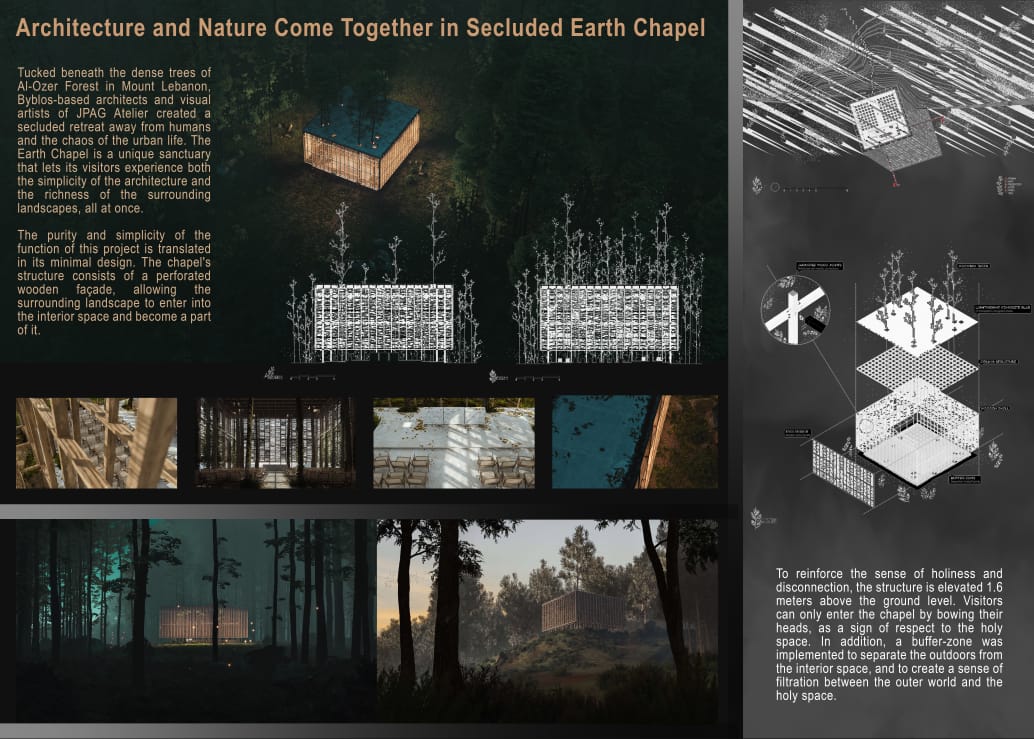 Architecture and Nature Come Together in Secluded Earth Chapel
Tucked beneath the dense trees of
Al-Ozer Forest in Mount Lebanon,
Byblos-based architects and visual
artists of JPAG Atelier created a
secluded retreat away from humans
and the chaos of the urban life. The
Earth Chapel is a unique sanctuary
that lets its visitors experience both
the simplicity of the architecture and
the richness of the surrounding
landscapes, all at once.
The purity and simplicity of the
function of this project is translated
in its minimal design. The chapel's
structure consists of a perforated
wooden façade, allowing the
surrounding landscape to enter into
the interior space and become a part
of it.
To reinforce the sense of holiness and
disconnection, the structure is elevated 1.6
meters above the ground level. Visitors
can only enter the chapel by bowing their
heads, as a sign of respect to the holy
space. In addition, a buffer-zone was
implemented to separate the outdoors from
the interior space, and to create a sense of
filtration between the outer world and the
holy space.